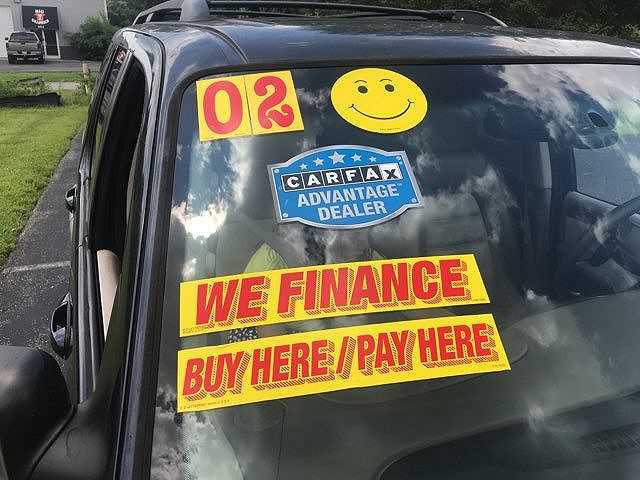 02
CARFAX
ADVANTAGE
DEALER
WE FINANCE
BUY HERE/PAY HERE